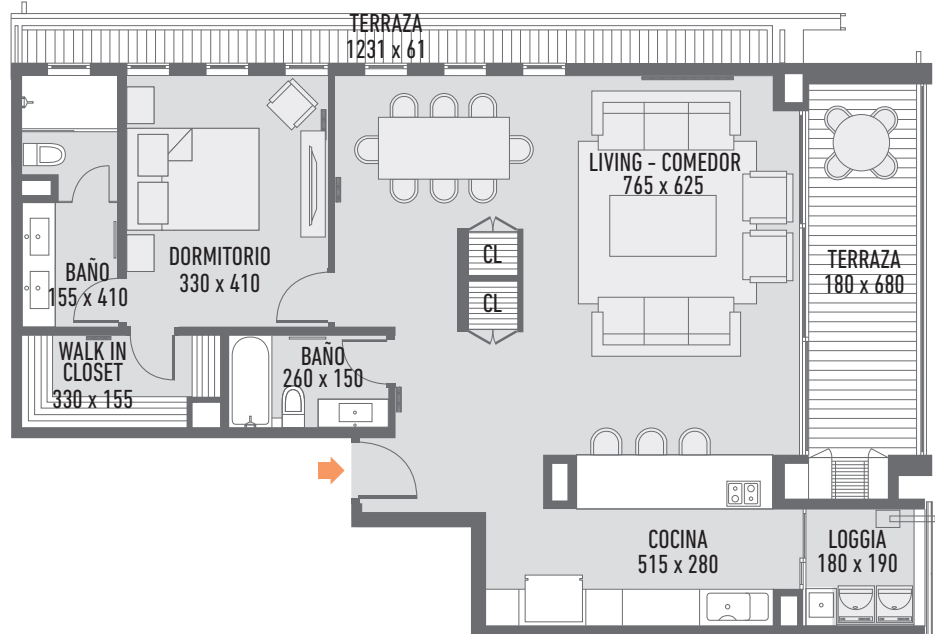 TERRAZA
1231 x 61
LIVING - COMEDOR
765 x 625
DORMITORIO
330 x 410
CL
CL
TERRAZA
180 x 680
BAÑO
155 x 410
WALK IN
CLOSET
330 x 155
BAÑO
260 x 150
COCINA
515 x 280
LOGGIA
180 x 190